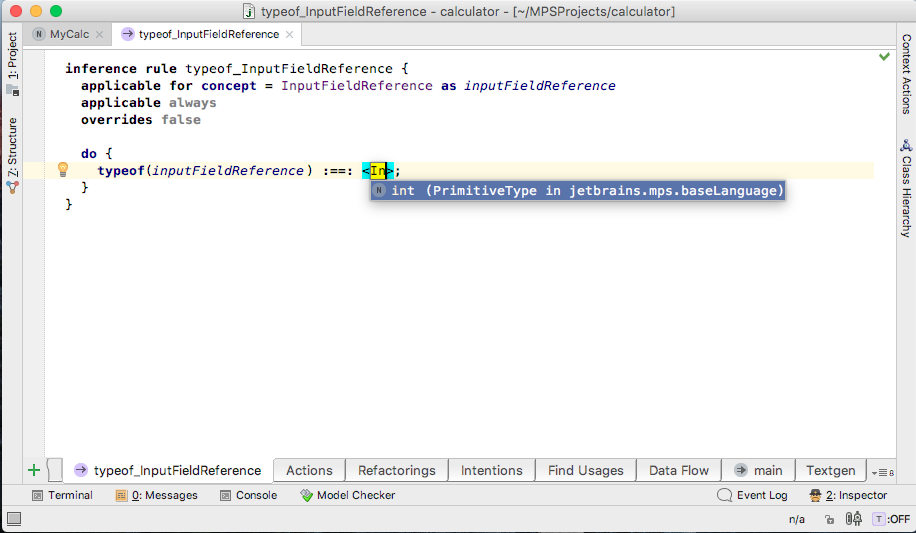 typeof_InputFieldReference – calculator – [~/MPSProjects/calculator]
N MyCalc typeof_InputFieldReference
1: Project
Z: Structure
Context Actions
Class Hierarchy
inference rule typeof_InputFieldReference {
applicable for concept = InputFieldReference as inputFieldReference
applicable always
overrides false
do {
typeof(inputFieldReference) :==: <In>;
N int (PrimitiveType in jetbrains.mps.baseLanguage)
}
}
typeof_InputFieldReference Actions Refactorings Intentions Find Usages Data Flow main Textgen 8
Terminal 0: Messages Console Model Checker Event Log 2: Inspector
n/a T :OFF